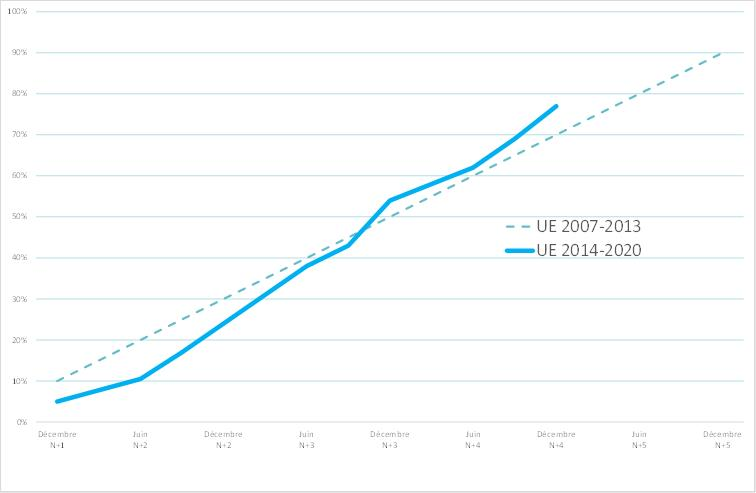 100%
90%
80%
70%
60%
50%
40%
30%
20%
10%
0%
UE 2007-2013
UE 2014-2020
Décembre Juin Décembre Juin Décembre Juin Décembre Juin Décembre
N+1 N+2 N+2 N+3 N+3 N+4 N+4 N+5 N+5